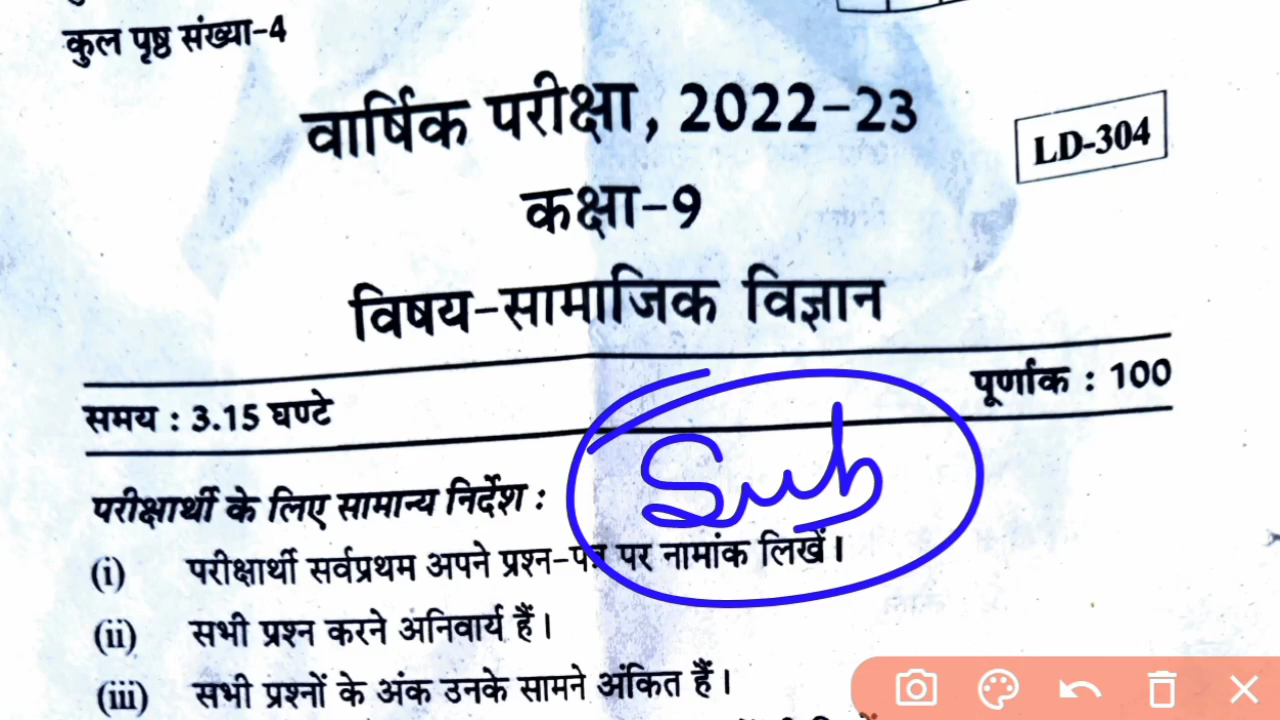 कुल पृष्ठ संख्या-4
वार्षिक परीक्षा, 2022-23
LD-304
कक्षा-9
विषय-सामाजिक विज्ञान
समय : 3.15 घण्टे
पूर्णांक : 100
Sub
परीक्षार्थी के लिए सामान्य निर्देश :
(i) परीक्षार्थी सर्वप्रथम अपने प्रश्न-पत्र पर नामांक लिखें।
(ii) सभी प्रश्न करने अनिवार्य हैं।
(iii) सभी प्रश्नों के अंक उनके सामने अंकित हैं।